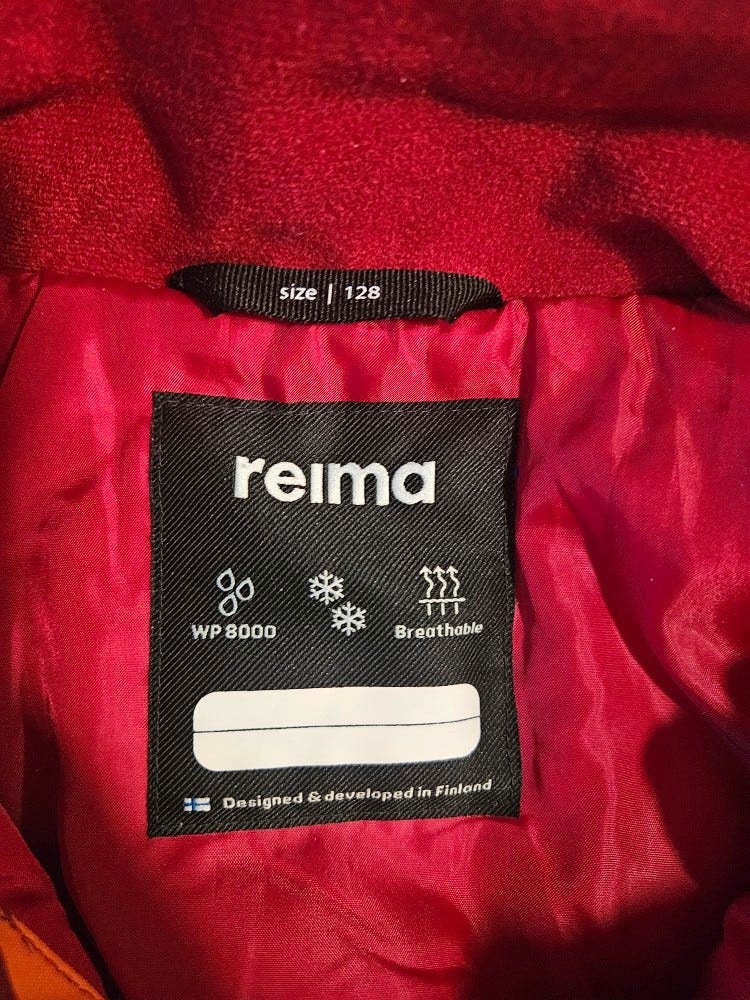 size | 128
reima
WP 8000
Breathable
Designed & developed in Finland